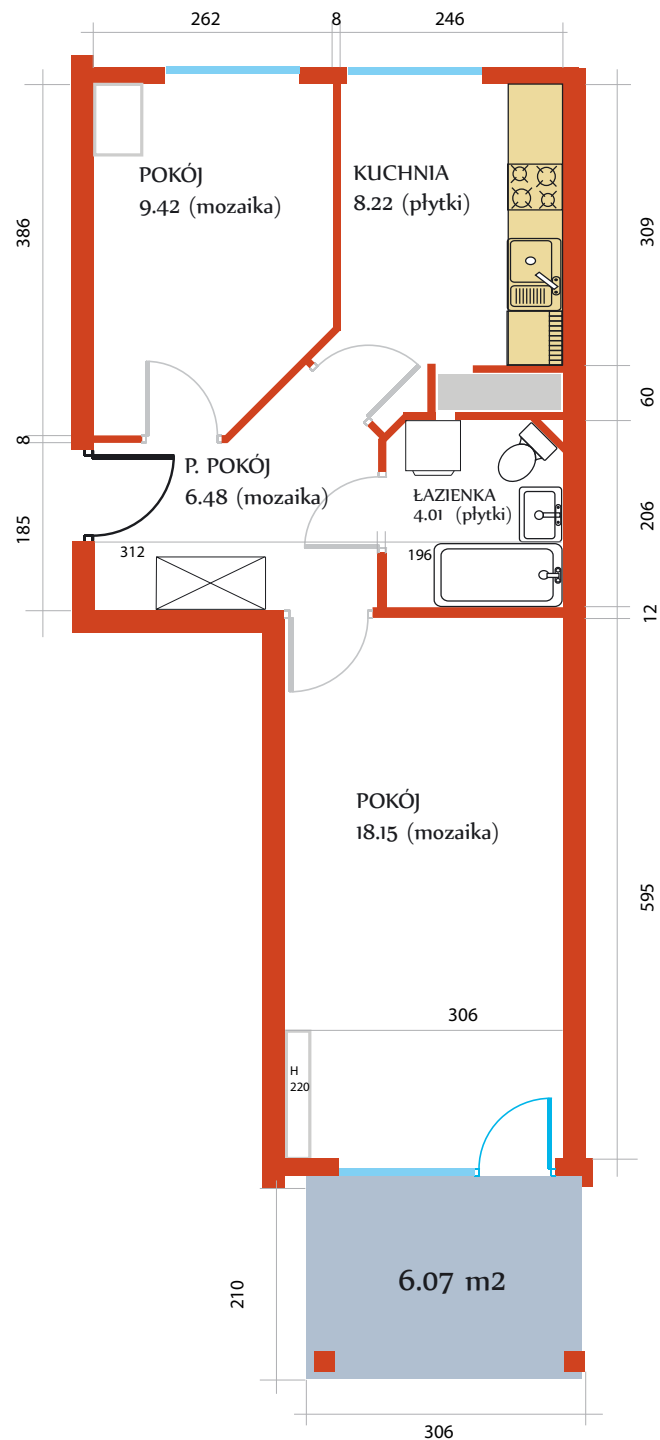 262
8
246
POKÓJ
9.42 (mozaika)
KUCHNIA
8.22 (płytki)
386
309
60
8
P. POKÓJ
6.48 (mozaika)
ŁAZIENKA
4.01 (płytki)
185
206
312
196
12
POKÓJ
18.15 (mozaika)
595
306
H
220
6.07 m2
210
306